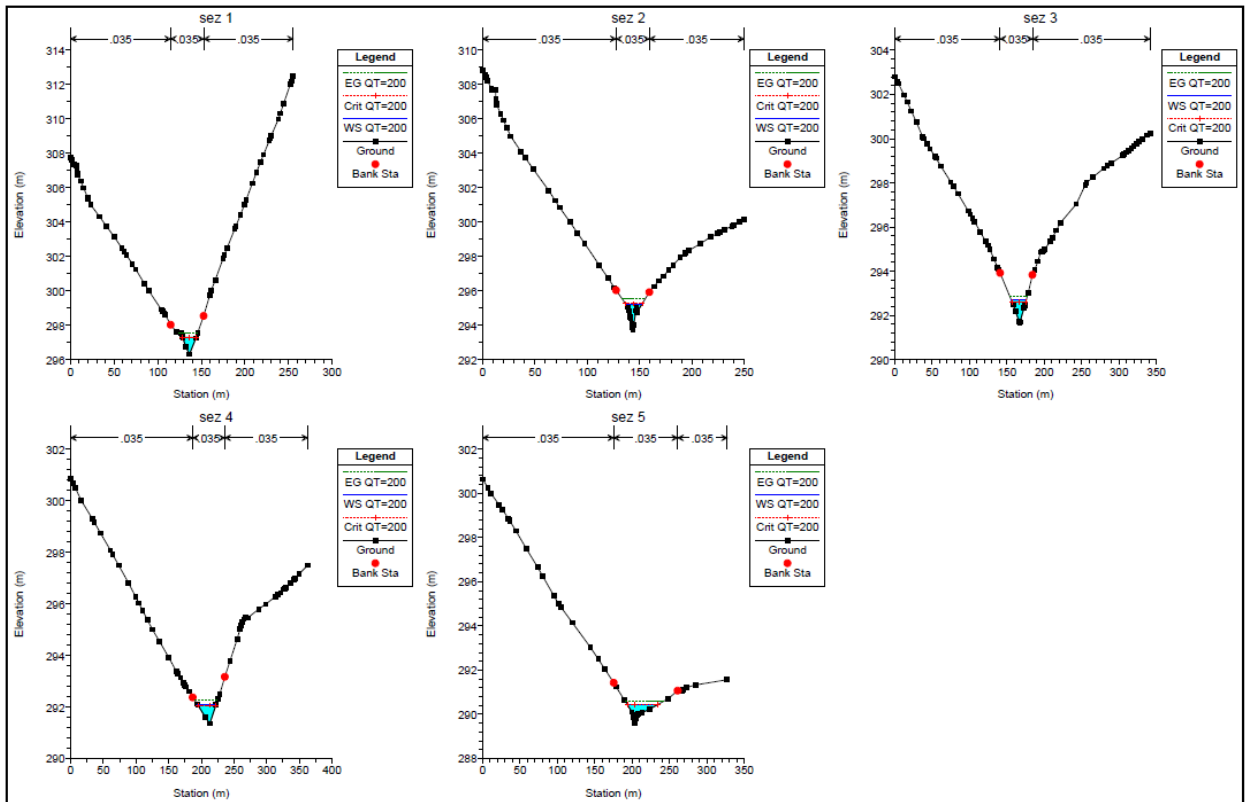 sez 1
.035 .035 .035
Legend
EG QT=200
Crit QT=200
WS QT=200
Ground
Bank Sta
314
312
310
308
306
304
302
300
298
296
Elevation (m)
0 50 100 150 200 250 300
Station (m)
sez 2
.035 .035 .035
Legend
EG QT=200
Crit QT=200
WS QT=200
Ground
Bank Sta
310
308
306
304
302
300
298
296
294
292
Elevation (m)
0 50 100 150 200 250
Station (m)
sez 3
.035 .035 .035
Legend
EG QT=200
WS QT=200
Crit QT=200
Ground
Bank Sta
304
302
300
298
296
294
292
290
Elevation (m)
0 50 100 150 200 250 300 350
Station (m)
sez 4
.035 .035 .035
Legend
EG QT=200
WS QT=200
Crit QT=200
Ground
Bank Sta
302
300
298
296
294
292
290
Elevation (m)
0 50 100 150 200 250 300 350 400
Station (m)
sez 5
.035 .035 .035
Legend
EG QT=200
WS QT=200
Crit QT=200
Ground
Bank Sta
302
300
298
296
294
292
290
288
Elevation (m)
0 50 100 150 200 250 300 350
Station (m)